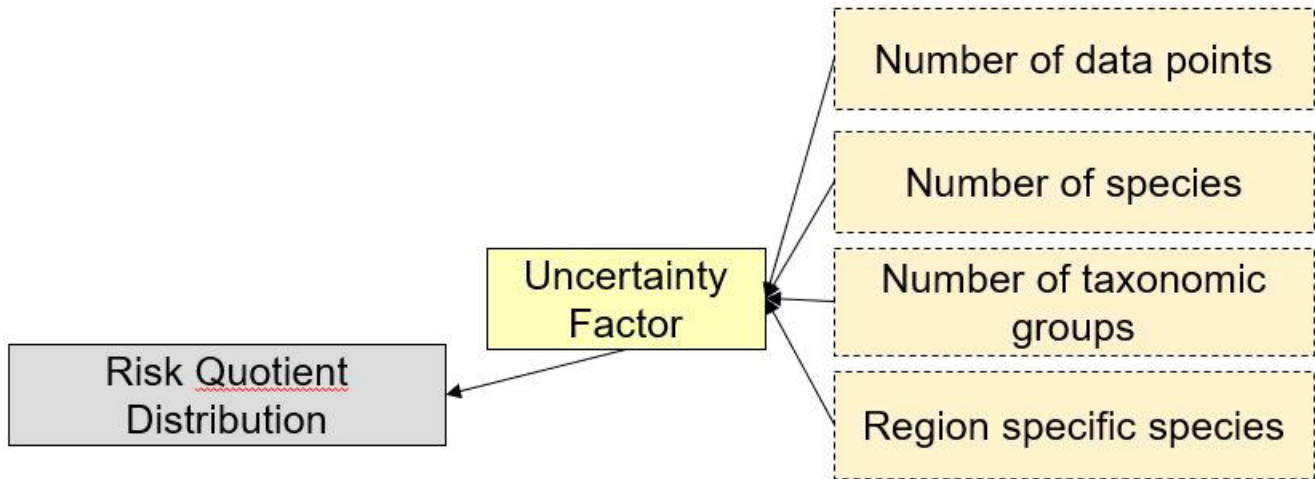 Number of data points
Number of species
Uncertainty
Factor
Number of taxonomic
groups
Risk Quotient
Distribution
Region specific species